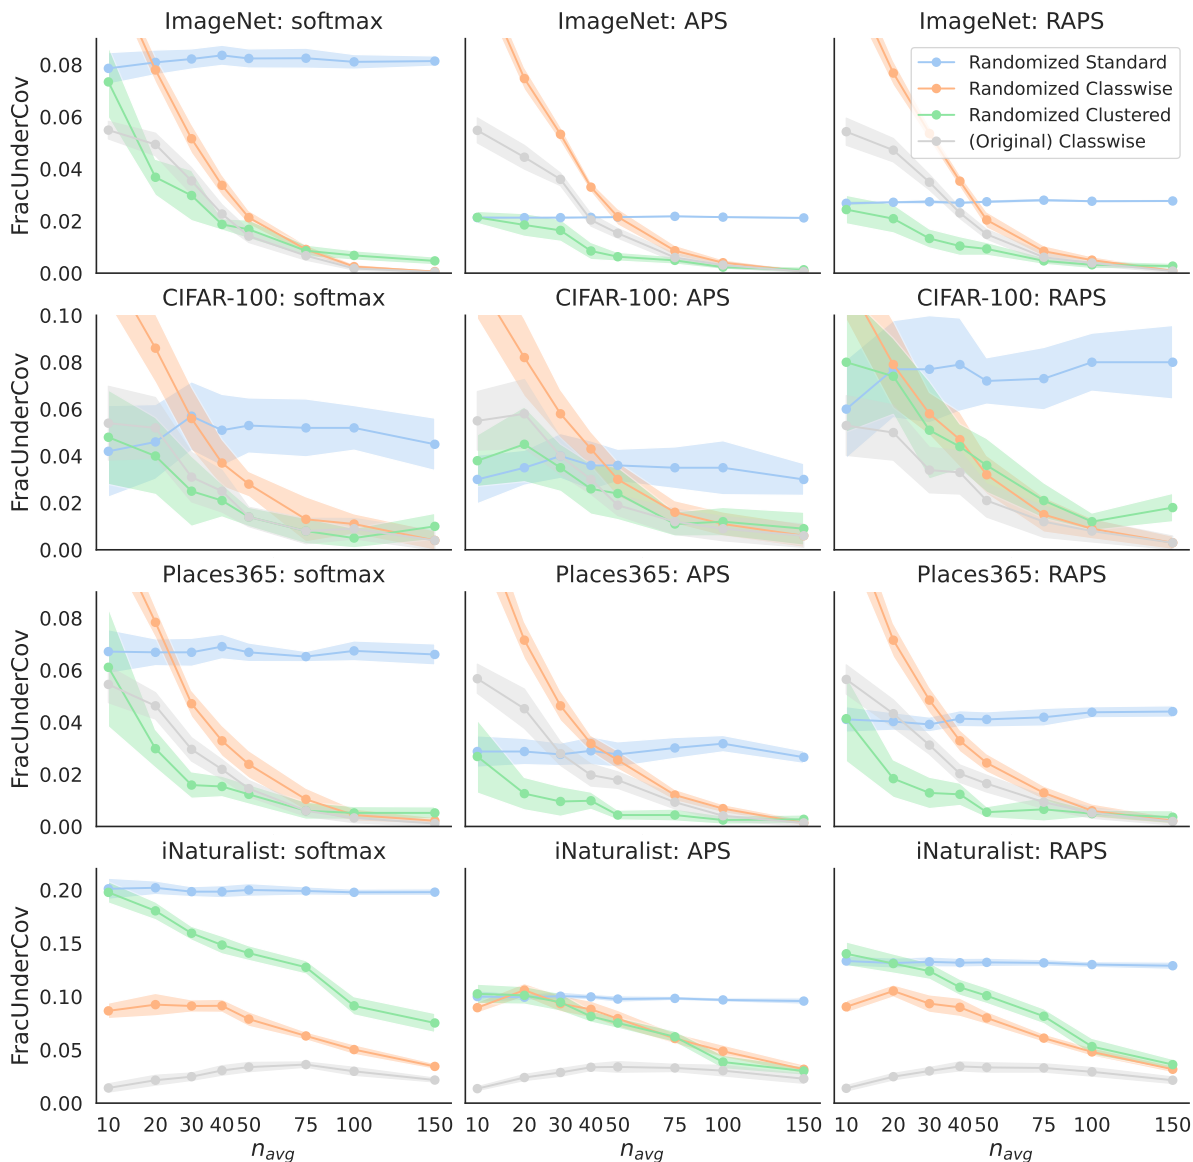 ImageNet: softmax ImageNet: APS ImageNet: RAPS
Randomized Standard
Randomized Classwise
Randomized Clustered
(Original) Classwise
FracUnderCov
0.08
0.06
0.04
0.02
0.00
CIFAR-100: softmax CIFAR-100: APS CIFAR-100: RAPS
FracUnderCov
0.10
0.08
0.06
0.04
0.02
0.00
Places365: softmax Places365: APS Places365: RAPS
FracUnderCov
0.08
0.06
0.04
0.02
0.00
iNaturalist: softmax iNaturalist: APS iNaturalist: RAPS
FracUnderCov
0.20
0.15
0.10
0.05
0.00
10 20 30 40 50 75 100 150 10 20 30 40 50 75 100 150 10 20 30 40 50 75 100 150
n_avg n_avg n_avg